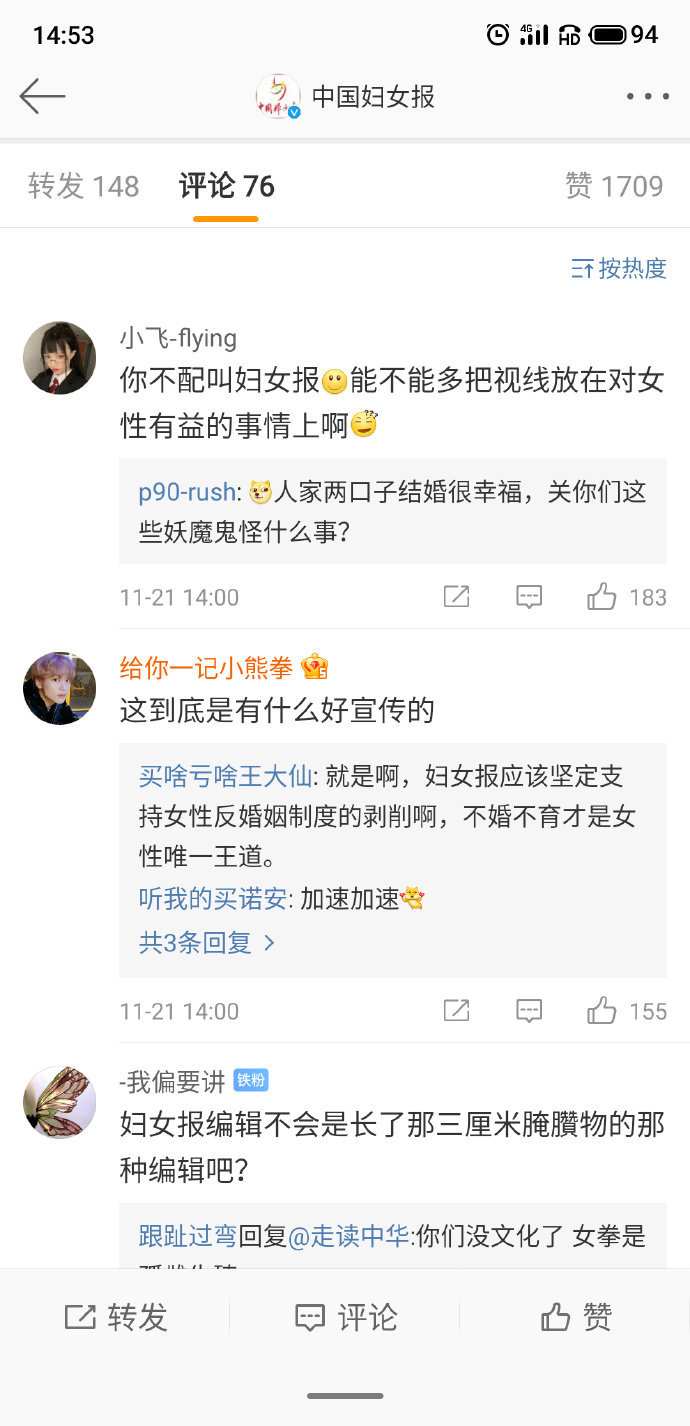 14:53
4G
HD
94
中国妇女报
转发 148
评论 76
赞 1709
按热度
小飞-flying
你不配叫妇女报能不能多把视线放在对女
性有益的事情上啊
p90-rush: 人家两口子结婚很幸福，关你们这
些妖魔鬼怪什么事？
11-21 14:00
183
给你一记小熊拳
这到底是有什么好宣传的
买啥亏啥王大仙: 就是啊，妇女报应该坚定支
持女性反婚姻制度的剥削啊，不婚不育才是女
性唯一王道。
听我的买诺安: 加速加速
共3条回复
11-21 14:00
155
-我偏要讲 铁粉
妇女报编辑不会是长了那三厘米腌臜物的那
种编辑吧？
跟趾过弯回复@走读中华:你们没文化了 女拳是
转发
评论
赞